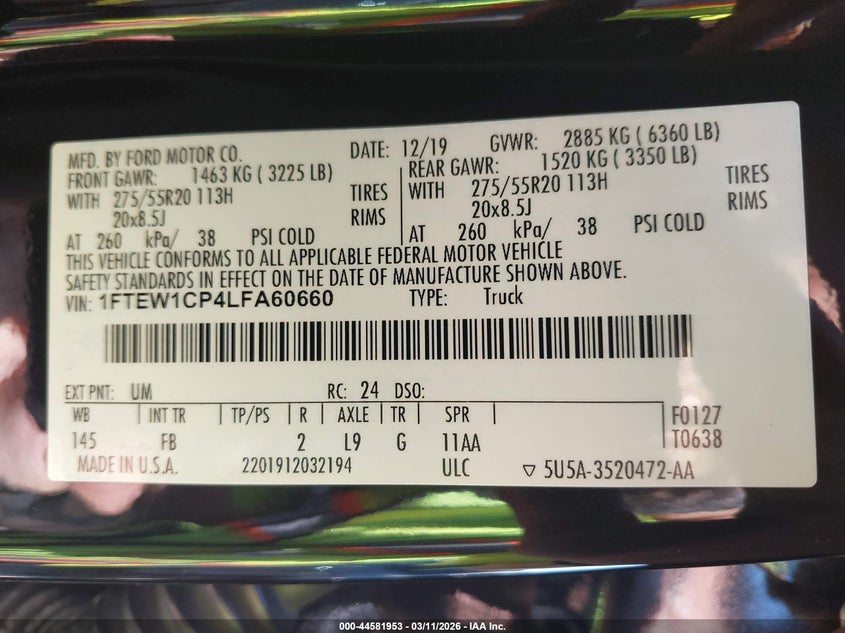 MFD. BY FORD MOTOR CO. DATE: 12/19 GVWR: 2885 KG ( 6360 LB)
FRONT GAWR: 1463 KG ( 3225 LB) REAR GAWR: 1520 KG ( 3350 LB)
WITH 275/55R20 113H TIRES WITH 275/55R20 113H TIRES
20x8.5J RIMS 20x8.5J RIMS
AT 260 kPa/ 38 PSI COLD AT 260 kPa/ 38 PSI COLD
THIS VEHICLE CONFORMS TO ALL APPLICABLE FEDERAL MOTOR VEHICLE
SAFETY STANDARDS IN EFFECT ON THE DATE OF MANUFACTURE SHOWN ABOVE.
VIN: 1FTEW1CP4LFA60660 TYPE: Truck
EXT PNT: UM RC: 24 DSO:
WB INT TR TP/PS R AXLE TR SPR F0127
145 FB 2 L9 G 11AA T0638
MADE IN U.S.A. 2201912032194 ULC ▽ 5U5A-3520472-AA
000-44581953 - 03/11/2026 - IAA Inc.